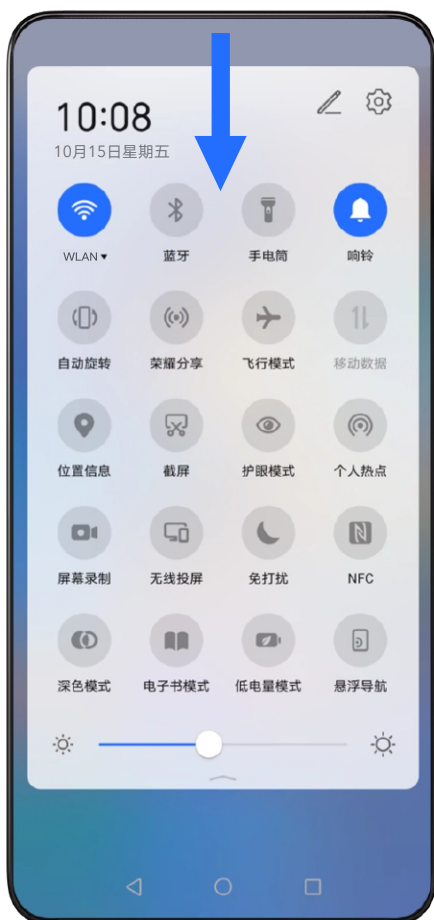 10:08
10月15日星期五
WLAN 蓝牙 手电筒 响铃
自动旋转 荣耀分享 飞行模式 移动数据
位置信息 截屏 护眼模式 个人热点
屏幕录制 无线投屏 免打扰 NFC
深色模式 电子书模式 低电量模式 悬浮导航